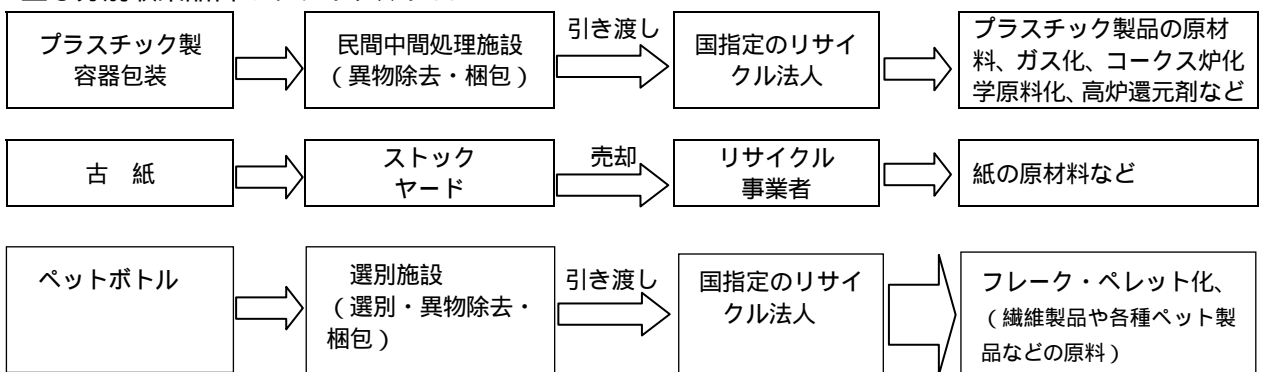 プラスチック製
容器包装
民間中間処理施設
(異物除去・梱包)
引き渡し
国指定のリサイ
クル法人
プラスチック製品の原材
料、ガス化、コークス炉化
学原料化、高炉還元剤など
古　紙
ストック
ヤード
売却
リサイクル
事業者
紙の原材料など
ペットボトル
選別施設
(選別・異物除去・
梱包)
引き渡し
国指定のリサイ
クル法人
フレーク・ペレット化、
(繊維製品や各種ペット製
品などの原料)